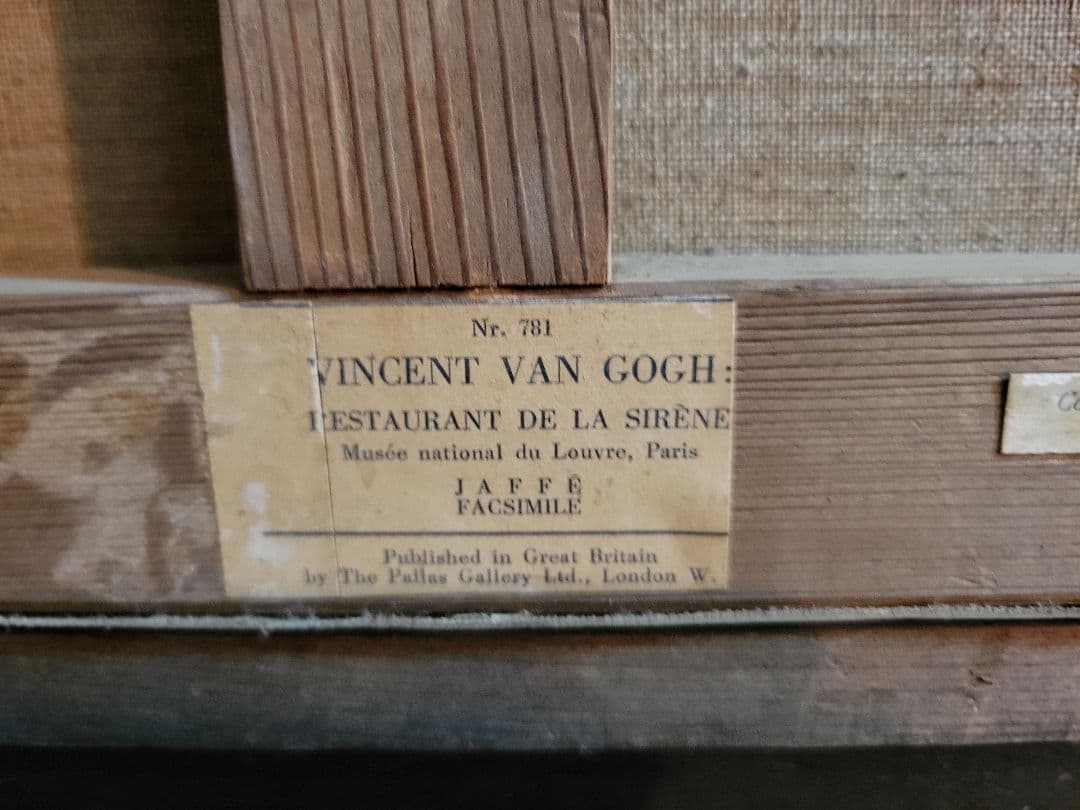 Nr. 781
VINCENT VAN GOGH:
RESTAURANT DE LA SIRÈNE
Musée national du Louvre, Paris
JAFFÉ
FACSIMILE
Published in Great Britain
by The Pallas Gallery Ltd., London W.